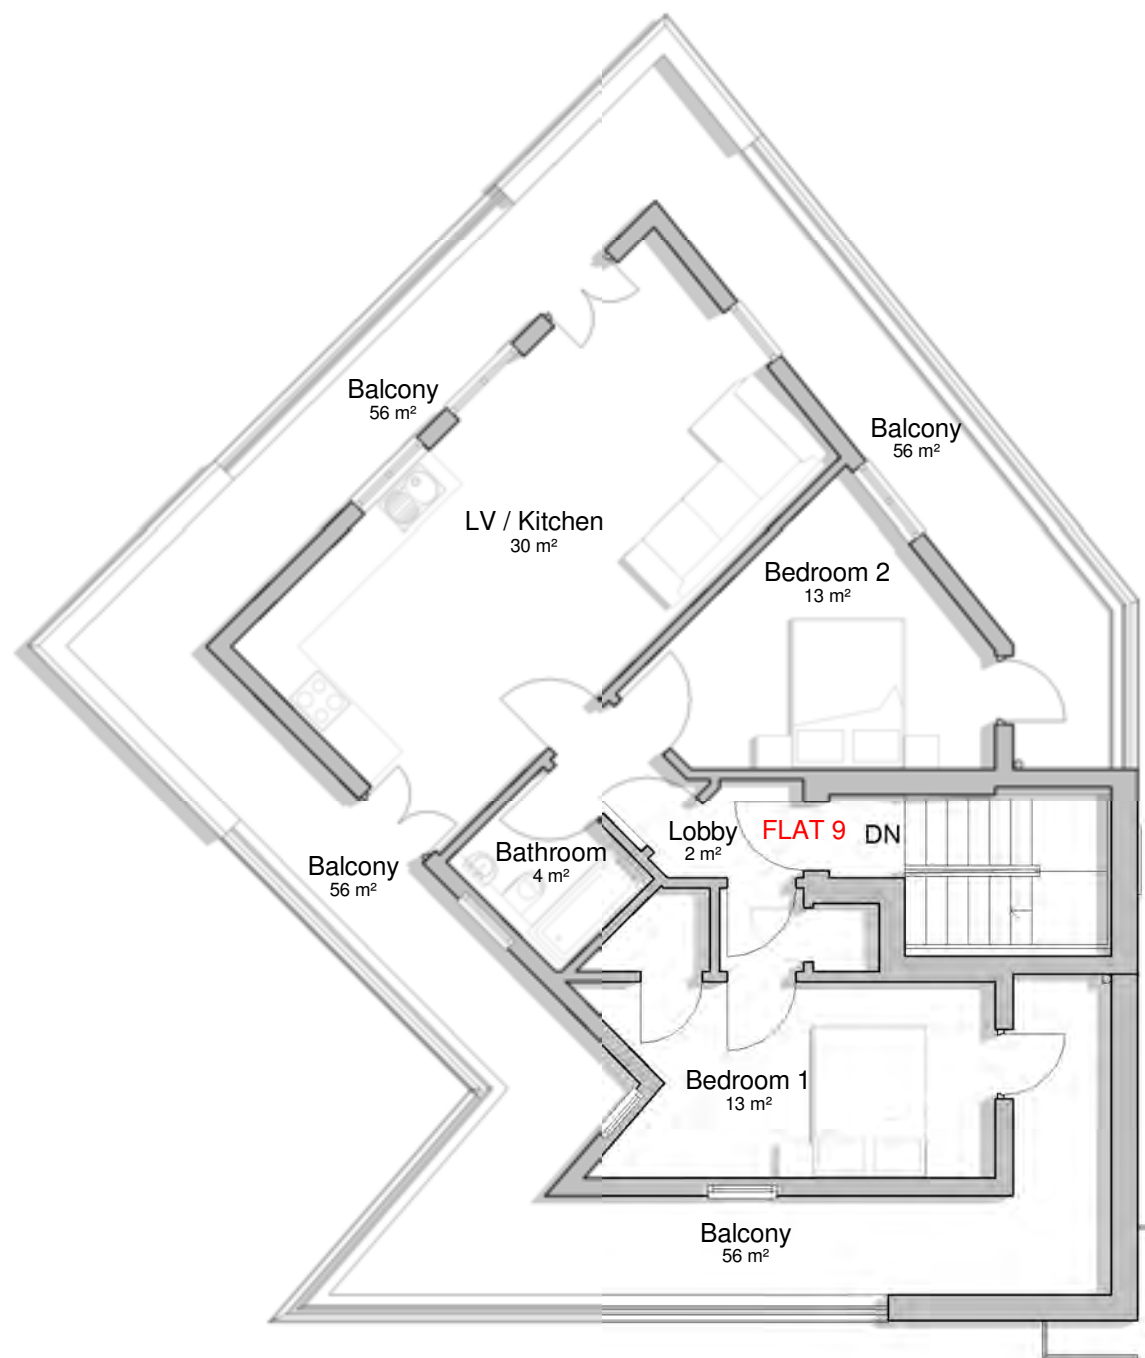 Balcony
56 m²
Balcony
56 m²
LV / Kitchen
30 m²
Bedroom 2
13 m²
Lobby
2 m²
FLAT 9
DN
Bathroom
4 m²
Balcony
56 m²
Bedroom 1
13 m²
Balcony
56 m²